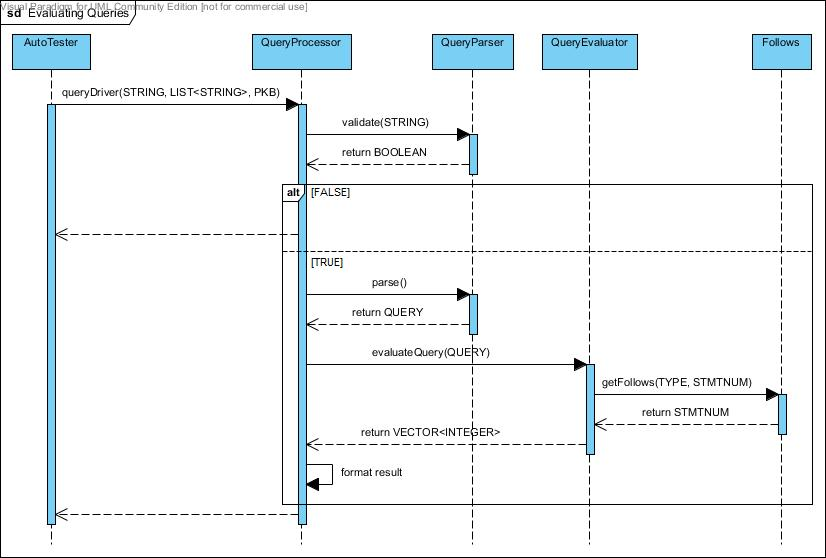 Visual Paradigm for UML Community Edition [not for commercial use]
sd Evaluating Queries
AutoTester QueryProcessor QueryParser QueryEvaluator Follows
queryDriver(STRING, LIST<STRING>, PKB)
validate(STRING)
return BOOLEAN
alt [FALSE]
[TRUE]
parse()
return QUERY
evaluateQuery(QUERY)
getFollows(TYPE, STMTNUM)
return STMTNUM
return VECTOR<INTEGER>
format result